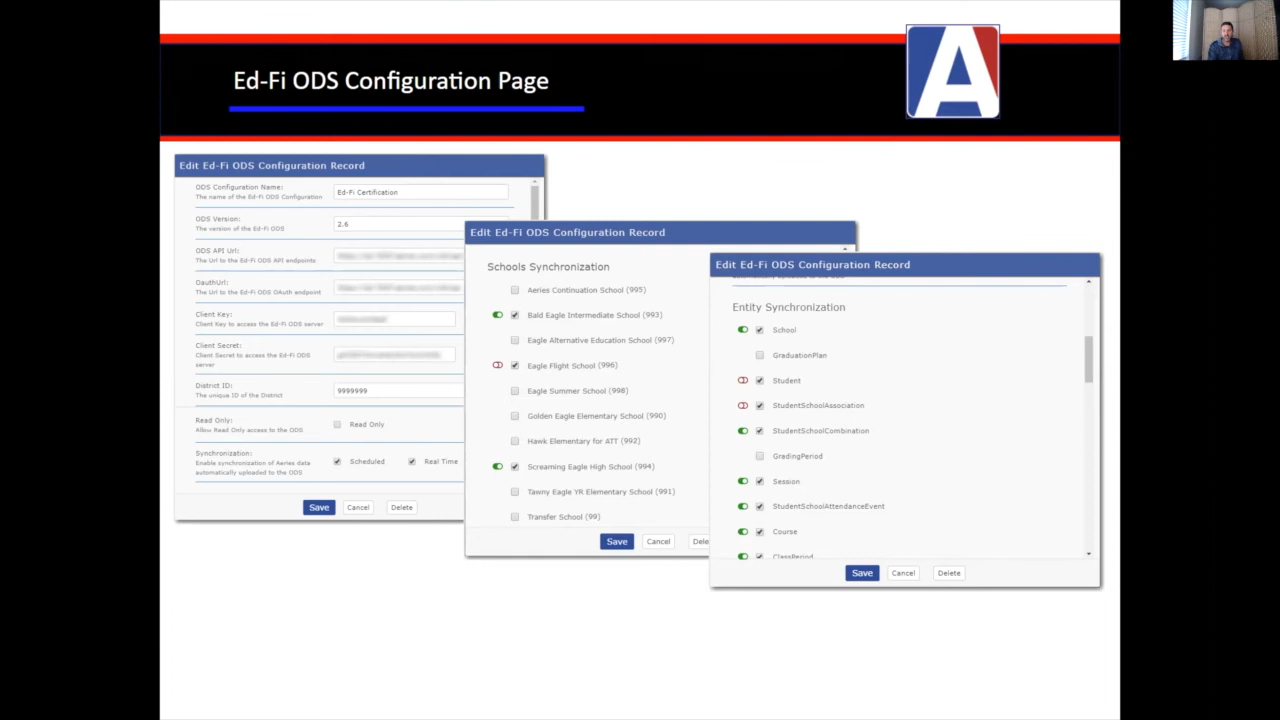 Ed-Fi ODS Configuration Page
A
Edit Ed-Fi ODS Configuration Record
ODS Configuration Name:
The name of the Ed-Fi ODS Configuration
Ed-Fi Certification
ODS Version:
The version of the Ed-Fi ODS
2.6
ODS API Url:
The Url to the Ed-Fi ODS API endpoints
OauthUrl:
The Url to the Ed-Fi ODS OAuth endpoint
Client Key:
Client Key to access the Ed-Fi ODS server
Client Secret:
Client Secret to access the Ed-Fi ODS
server
District ID:
The unique ID of the District
9999999
Read Only:
Allow Read Only access to the ODS
Read Only
Synchronization:
Enable synchronization of Aeries data
automatically uploaded to the ODS
Scheduled
Real Time
Save
Cancel
Delete
Edit Ed-Fi ODS Configuration Record
Schools Synchronization
Aeries Continuation School (995)
Bald Eagle Intermediate School (993)
Eagle Alternative Education School (997)
Eagle Flight School (996)
Eagle Summer School (998)
Golden Eagle Elementary School (990)
Hawk Elementary for ATT (992)
Screaming Eagle High School (994)
Tawny Eagle YR Elementary School (991)
Transfer School (99)
Save
Cancel
Dele
Edit Ed-Fi ODS Configuration Record
Entity Synchronization
School
GraduationPlan
Student
StudentSchoolAssociation
StudentSchoolCombination
GradingPeriod
Session
StudentSchoolAttendanceEvent
Course
ClassPeriod
Save
Cancel
Delete